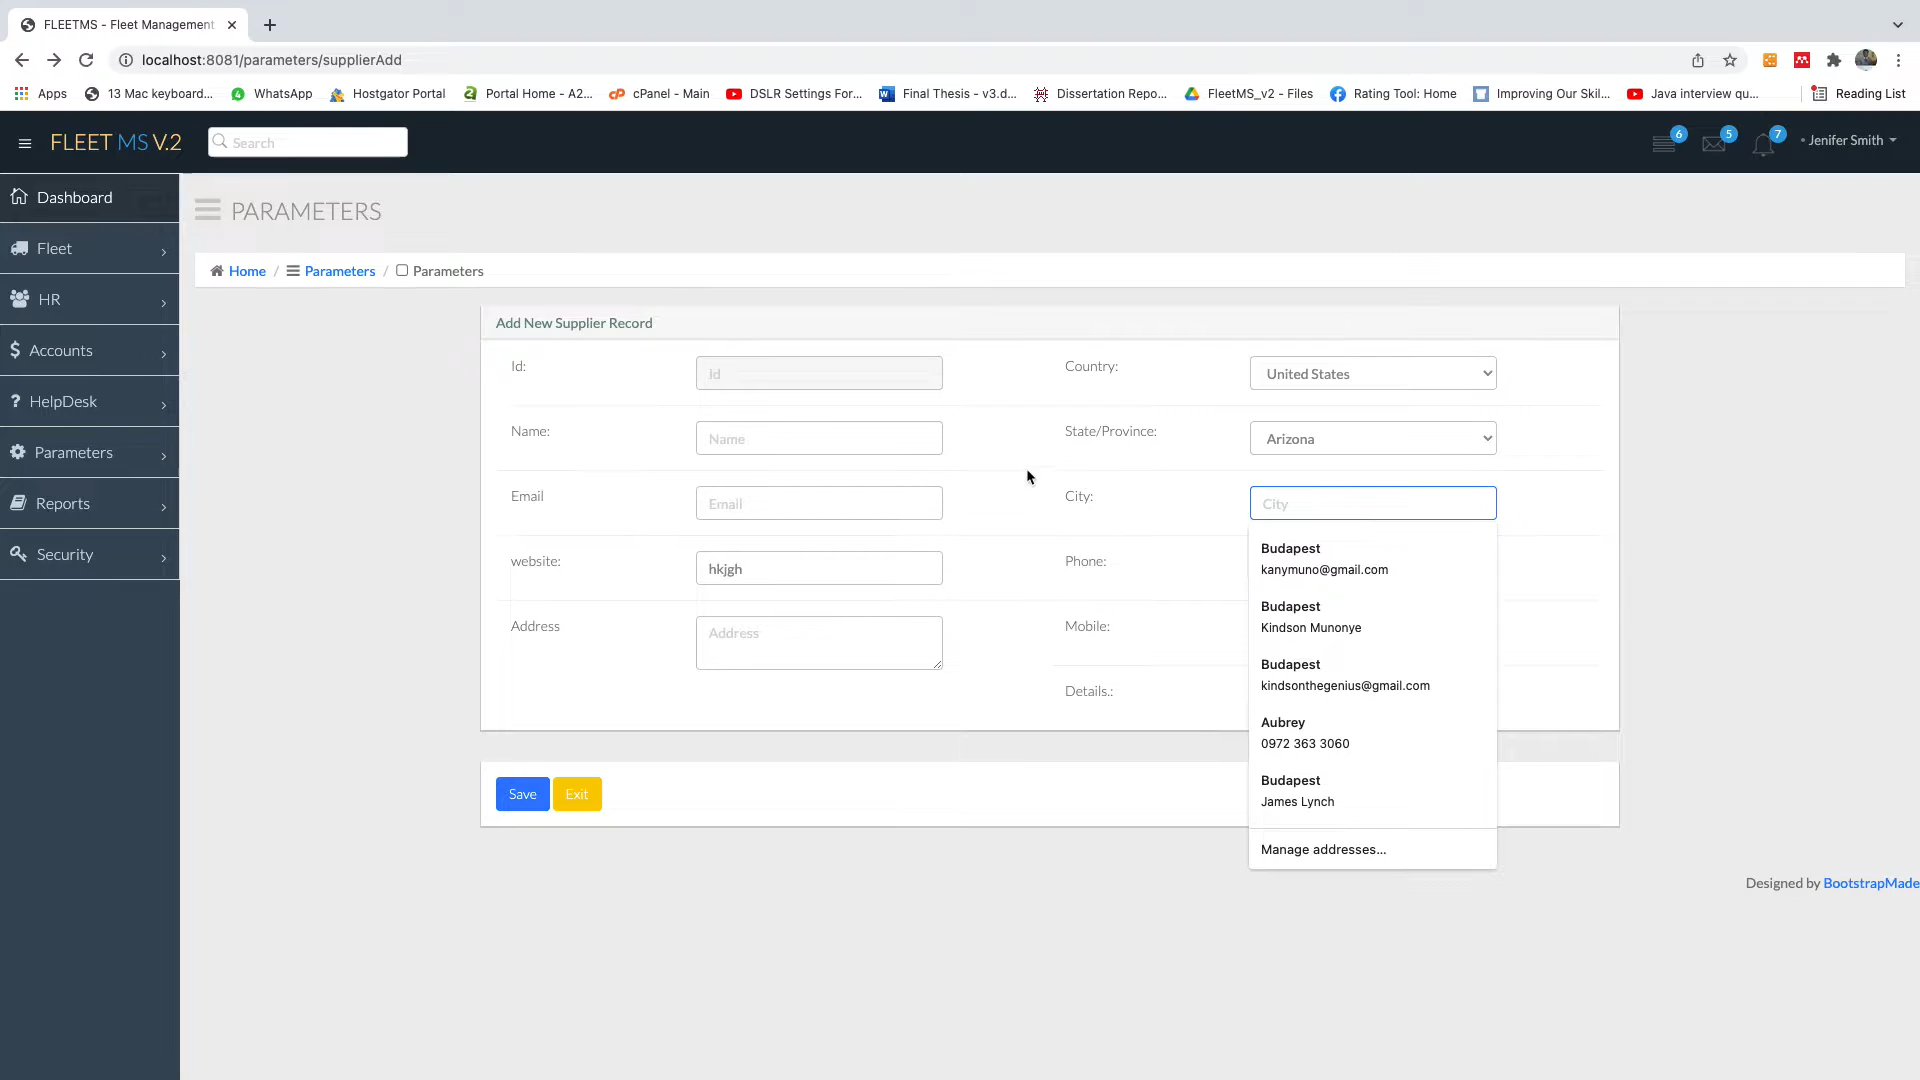 FLEETMS - Fleet Management
localhost:8081/parameters/supplierAdd
Apps 13 Mac keyboard... WhatsApp Hostgator Portal Portal Home - A2... cPanel - Main DSLR Settings For... Final Thesis - v3.d... Dissertation Repo... FleetMS_v2 - Files Rating Tool: Home Improving Our Skil... Java interview qu... Reading List
FLEET MS V.2 Search 6 5 7 Jenifer Smith
Dashboard
Fleet
HR
Accounts
HelpDesk
Parameters
Reports
Security
PARAMETERS
Home / Parameters / Parameters
Add New Supplier Record
Id: Id Country: United States
Name: Name State/Province: Arizona
Email Email City: City
website: hkjgh Phone:
Address Address Mobile:
Details.:
Budapest
kanymuno@gmail.com
Budapest
Kindson Munonye
Budapest
kindsonthegenius@gmail.com
Aubrey
0972 363 3060
Budapest
James Lynch
Manage addresses...
Save Exit
Designed by BootstrapMade